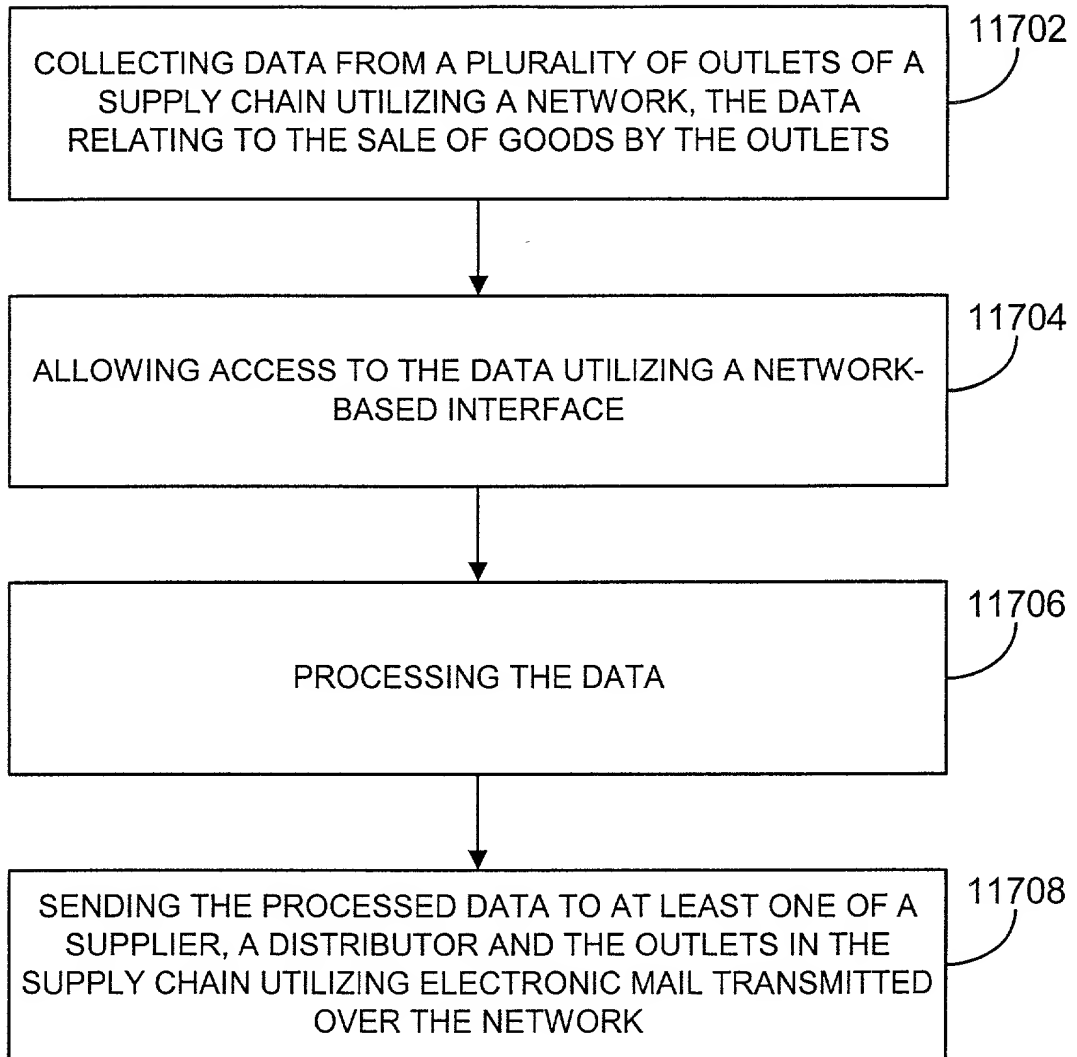 11702
COLLECTING DATA FROM A PLURALITY OF OUTLETS OF A
SUPPLY CHAIN UTILIZING A NETWORK, THE DATA
RELATING TO THE SALE OF GOODS BY THE OUTLETS
11704
ALLOWING ACCESS TO THE DATA UTILIZING A NETWORK-
BASED INTERFACE
11706
PROCESSING THE DATA
11708
SENDING THE PROCESSED DATA TO AT LEAST ONE OF A
SUPPLIER, A DISTRIBUTOR AND THE OUTLETS IN THE
SUPPLY CHAIN UTILIZING ELECTRONIC MAIL TRANSMITTED
OVER THE NETWORK